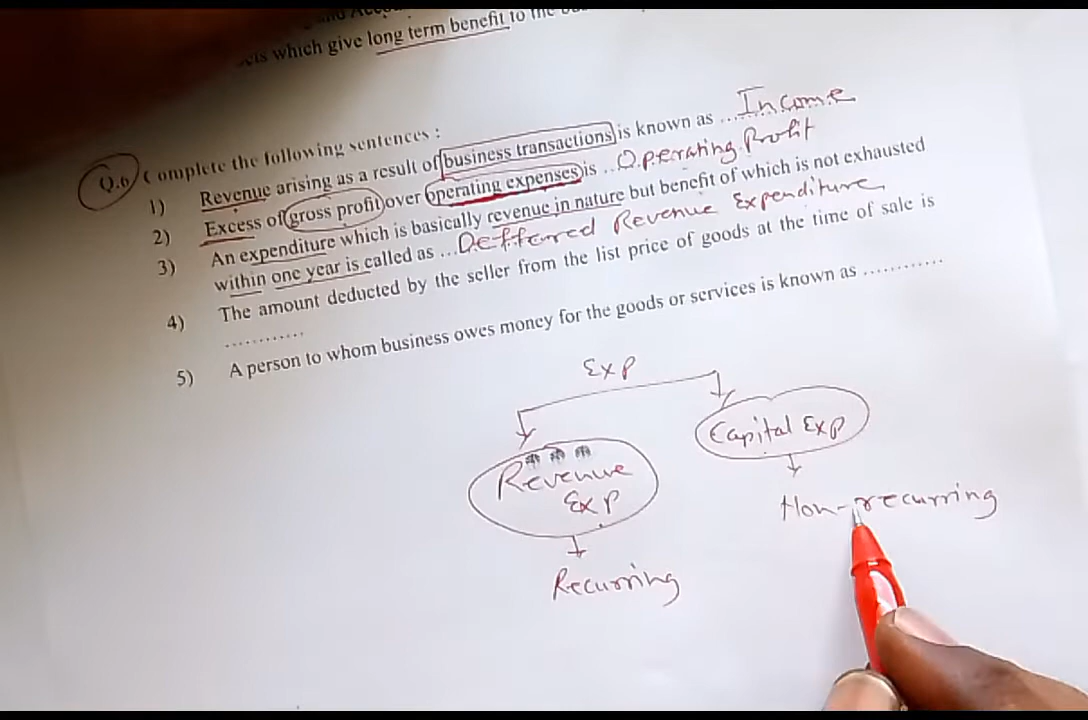 which give long term benefit to the
Q.6 Complete the following sentences :
1) Revenue arising as a result of business transactions is known as ... Income
2) Excess of gross profit over operating expenses is ... Operating Profit
3) An expenditure which is basically revenue in nature but benefit of which is not exhausted
within one year is called as ... Defferred Revenue Expenditure
4) The amount deducted by the seller from the list price of goods at the time of sale is
............
5) A person to whom business owes money for the goods or services is known as ............
Exp
Capital Exp
Revenue
Exp
Non-recurring
Recurring